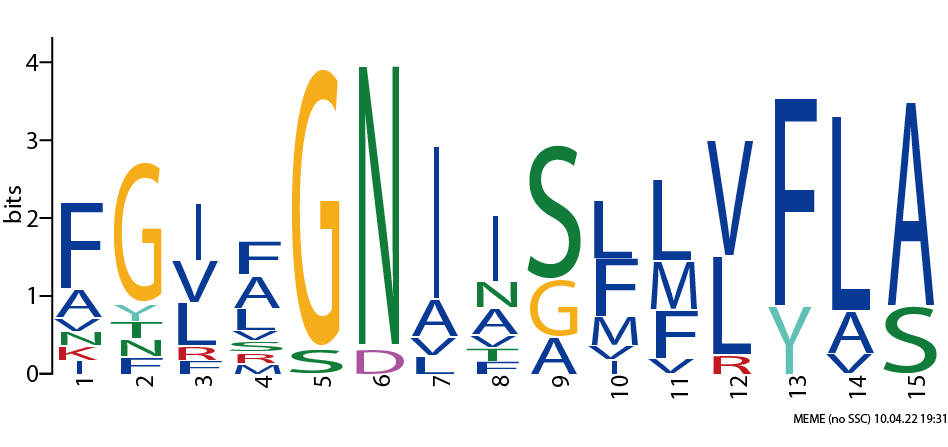 bits
4
3
2
1
0
F A V N K I
G Y T N F
I V L R F
F A L V S R M
G S
N D
I A V L
I N A T F
S G A
L F M V I
L M F V
V L R
F Y
L A V
A S
1 2 3 4 5 6 7 8 9 10 11 12 13 14 15
MEME (no SSC) 10.04.22 19:31